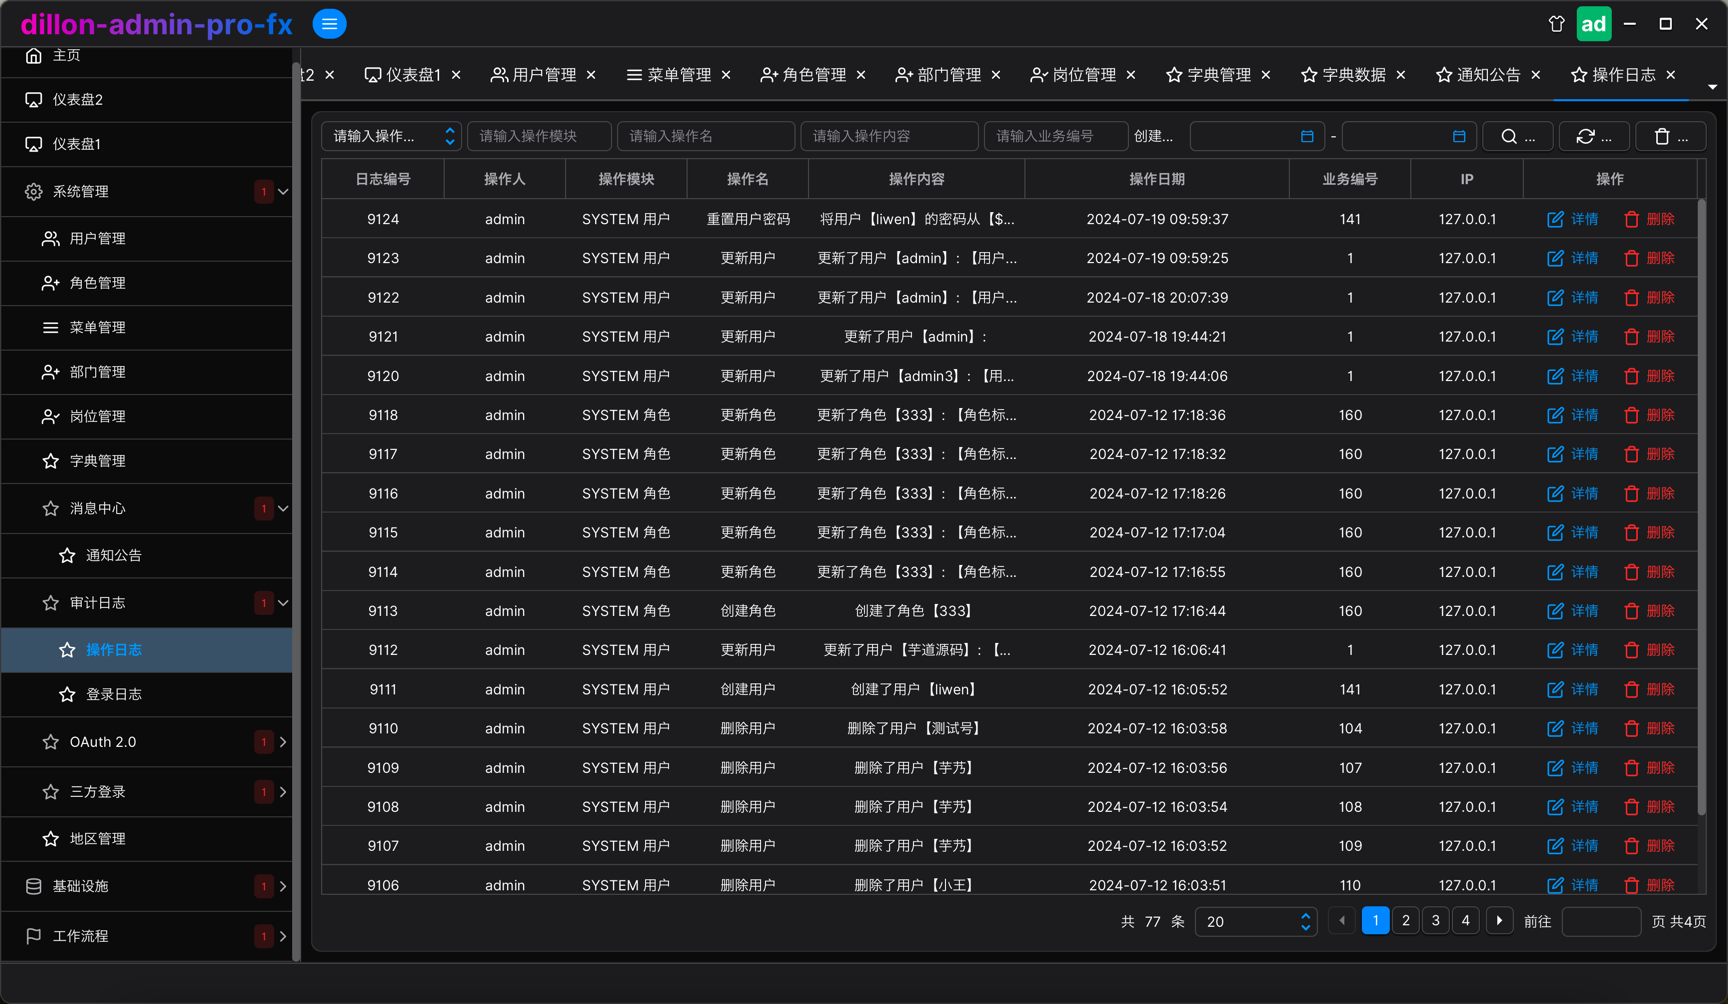 dillon-admin-pro-fx
ad
主页
仪表盘2
仪表盘1
系统管理 1
用户管理
角色管理
菜单管理
部门管理
岗位管理
字典管理
消息中心 1
通知公告
审计日志 1
操作日志
登录日志
OAuth 2.0 1
三方登录 1
地区管理
基础设施 1
工作流程 1
2 仪表盘1 用户管理 菜单管理 角色管理 部门管理 岗位管理 字典管理 字典数据 通知公告 操作日志
请输入操作... 请输入操作模块 请输入操作名 请输入操作内容 请输入业务编号 创建... - ... ... ...
日志编号 操作人 操作模块 操作名 操作内容 操作日期 业务编号 IP 操作
9124 admin SYSTEM 用户 重置用户密码 将用户【liwen】的密码从【$... 2024-07-19 09:59:37 141 127.0.0.1 详情 删除
9123 admin SYSTEM 用户 更新用户 更新了用户【admin】: 【用户... 2024-07-19 09:59:25 1 127.0.0.1 详情 删除
9122 admin SYSTEM 用户 更新用户 更新了用户【admin】: 【用户... 2024-07-18 20:07:39 1 127.0.0.1 详情 删除
9121 admin SYSTEM 用户 更新用户 更新了用户【admin】: 2024-07-18 19:44:21 1 127.0.0.1 详情 删除
9120 admin SYSTEM 用户 更新用户 更新了用户【admin3】: 【用... 2024-07-18 19:44:06 1 127.0.0.1 详情 删除
9118 admin SYSTEM 角色 更新角色 更新了角色【333】: 【角色标... 2024-07-12 17:18:36 160 127.0.0.1 详情 删除
9117 admin SYSTEM 角色 更新角色 更新了角色【333】: 【角色标... 2024-07-12 17:18:32 160 127.0.0.1 详情 删除
9116 admin SYSTEM 角色 更新角色 更新了角色【333】: 【角色标... 2024-07-12 17:18:26 160 127.0.0.1 详情 删除
9115 admin SYSTEM 角色 更新角色 更新了角色【333】: 【角色标... 2024-07-12 17:17:04 160 127.0.0.1 详情 删除
9114 admin SYSTEM 角色 更新角色 更新了角色【333】: 【角色标... 2024-07-12 17:16:55 160 127.0.0.1 详情 删除
9113 admin SYSTEM 角色 创建角色 创建了角色【333】 2024-07-12 17:16:44 160 127.0.0.1 详情 删除
9112 admin SYSTEM 用户 更新用户 更新了用户【芋道源码】: 【... 2024-07-12 16:06:41 1 127.0.0.1 详情 删除
9111 admin SYSTEM 用户 创建用户 创建了用户【liwen】 2024-07-12 16:05:52 141 127.0.0.1 详情 删除
9110 admin SYSTEM 用户 删除用户 删除了用户【测试号】 2024-07-12 16:03:58 104 127.0.0.1 详情 删除
9109 admin SYSTEM 用户 删除用户 删除了用户【芋艿】 2024-07-12 16:03:56 107 127.0.0.1 详情 删除
9108 admin SYSTEM 用户 删除用户 删除了用户【芋艿】 2024-07-12 16:03:54 108 127.0.0.1 详情 删除
9107 admin SYSTEM 用户 删除用户 删除了用户【芋艿】 2024-07-12 16:03:52 109 127.0.0.1 详情 删除
9106 admin SYSTEM 用户 删除用户 删除了用户【小王】 2024-07-12 16:03:51 110 127.0.0.1 详情 删除
共 77 条 20 1 2 3 4 前往 页 共4页